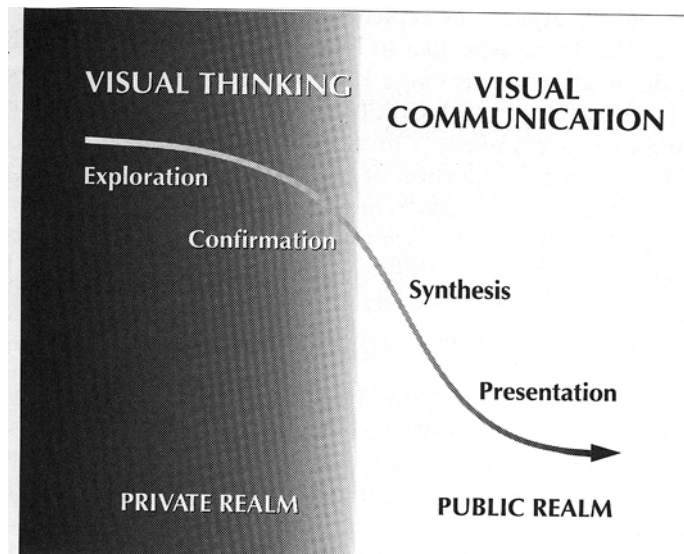 VISUAL THINKING
VISUAL
COMMUNICATION
Exploration
Confirmation
Synthesis
Presentation
PRIVATE REALM
PUBLIC REALM